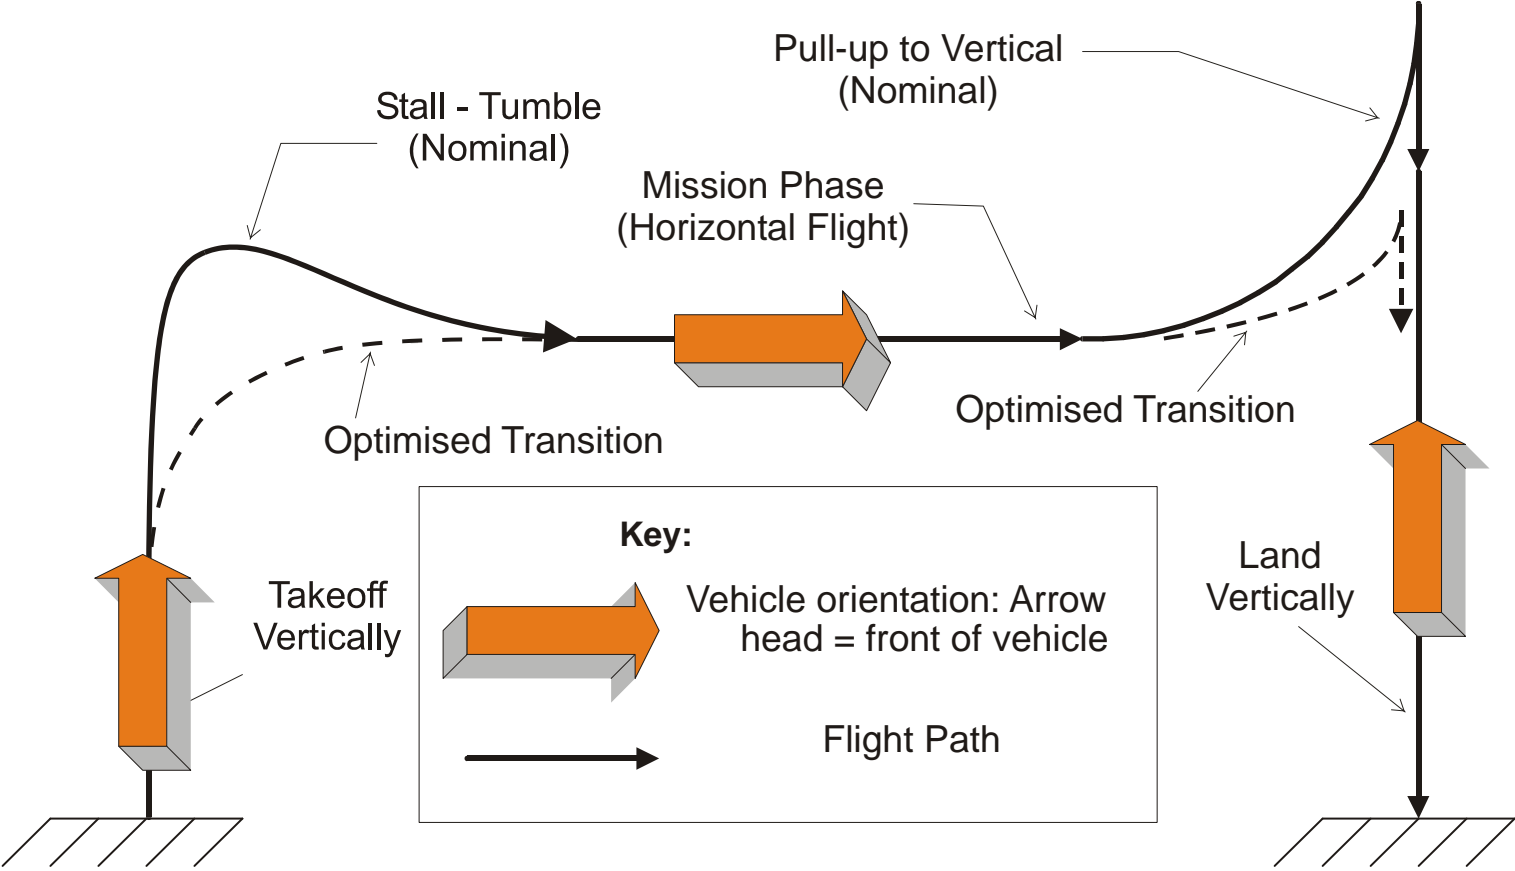 Pull-up to Vertical
(Nominal)
Stall - Tumble
(Nominal)
Mission Phase
(Horizontal Flight)
Optimised Transition
Optimised Transition
Key:
Vehicle orientation: Arrow
head = front of vehicle
Flight Path
Takeoff
Vertically
Land
Vertically